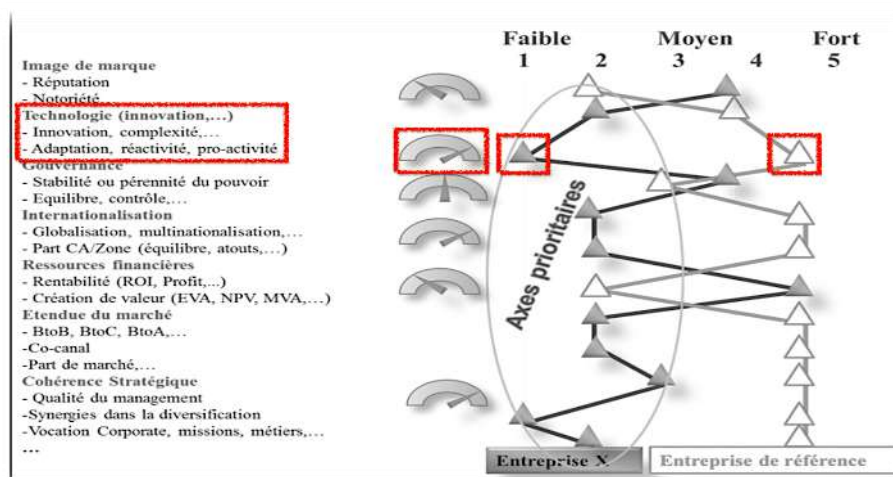 Faible Moyen Fort
1 2 3 4 5
Image de marque
- Réputation
- Notoriété
Technologie (innovation,…)
- Innovation, complexité,…
- Adaptation, réactivité, pro-activité
Gouvernance
- Stabilité ou pérennité du pouvoir
- Equilibre, contrôle,…
Internationalisation
- Globalisation, multinationalisation,…
- Part CA/Zone (équilibre, atouts,…)
Ressources financières
- Rentabilité (ROI, Profit,...)
- Création de valeur (EVA, NPV, MVA,…)
Etendue du marché
- BtoB, BtoC, BtoA,…
-Co-canal
-Part de marché,…
Cohérence Stratégique
- Qualité du management
-Synergies dans la diversification
-Vocation Corporate, missions, métiers,…
…
Axes prioritaires
Entreprise X Entreprise de référence